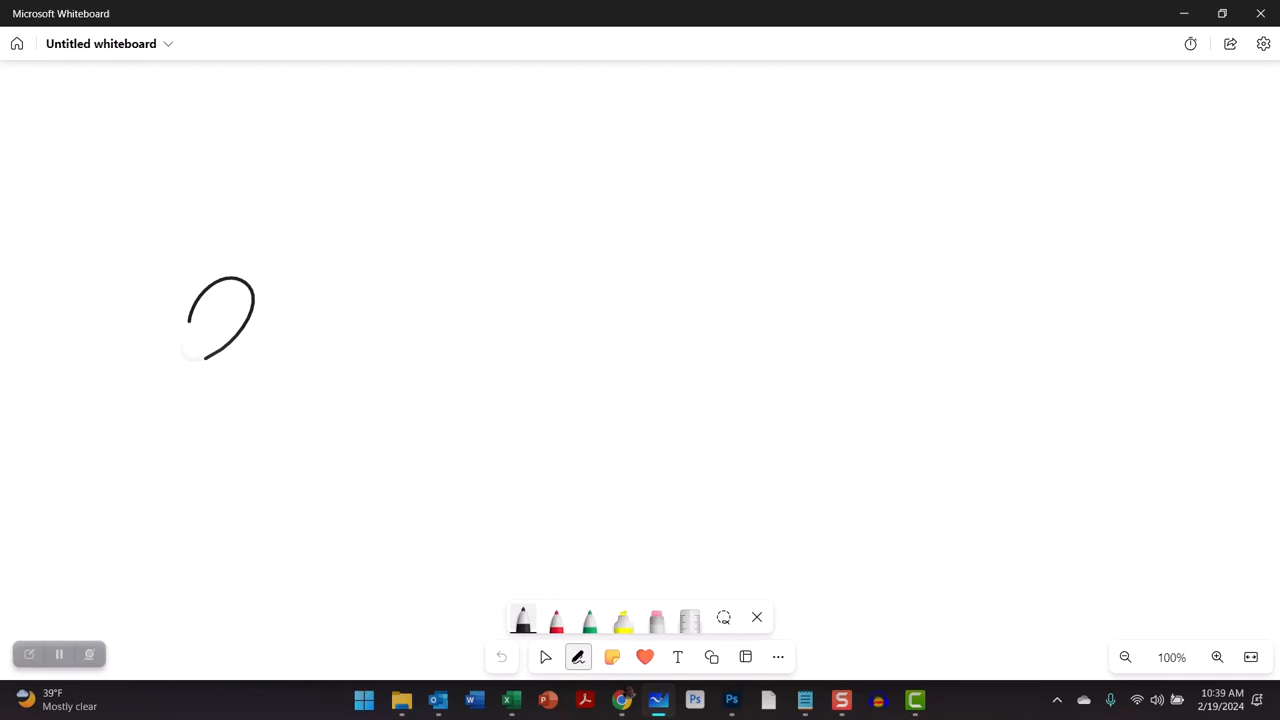 Microsoft Whiteboard
Untitled whiteboard
100%
39°F
Mostly clear
10:39 AM
2/19/2024